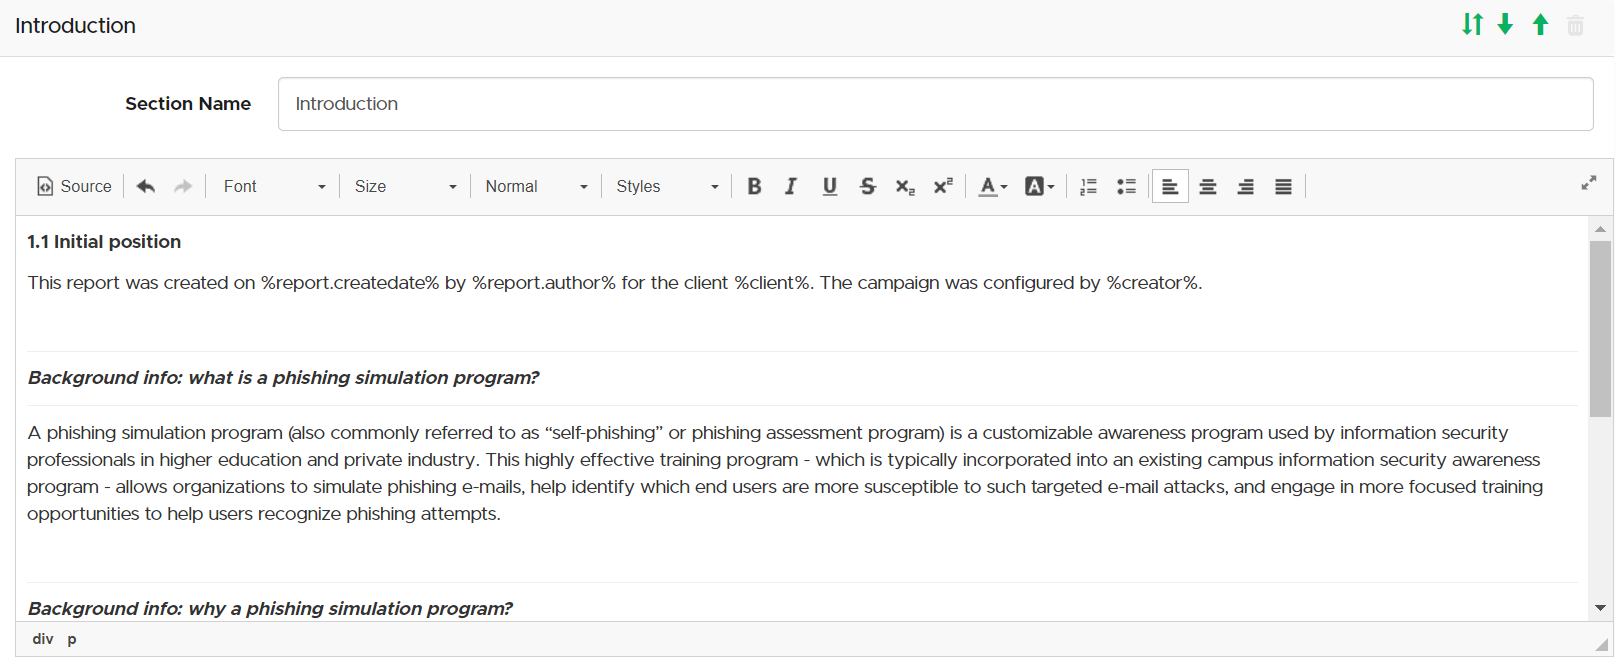 Introduction
Section Name
Introduction
Source
Font
Size
Normal
Styles
B I U S x₂ x²
A
A
1.1 Initial position
This report was created on %report.createdate% by %report.author% for the client %client%. The campaign was configured by %creator%.
Background info: what is a phishing simulation program?
A phishing simulation program (also commonly referred to as “self-phishing” or phishing assessment program) is a customizable awareness program used by information security
professionals in higher education and private industry. This highly effective training program - which is typically incorporated into an existing campus information security awareness
program - allows organizations to simulate phishing e-mails, help identify which end users are more susceptible to such targeted e-mail attacks, and engage in more focused training
opportunities to help users recognize phishing attempts.
Background info: why a phishing simulation program?
div p